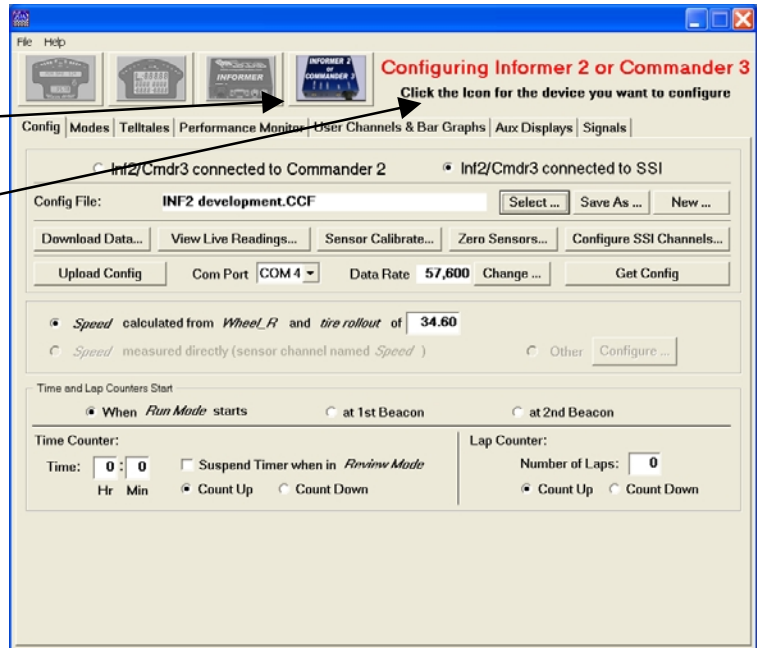 File Help
INFORMER
INFORMER 2
or
COMMANDER 3
Configuring Informer 2 or Commander 3
Click the Icon for the device you want to configure
Config Modes Telltales Performance Monitor User Channels & Bar Graphs Aux Displays Signals
Inf2/Cmdr3 connected to Commander 2 Inf2/Cmdr3 connected to SSI
Config File: INF2 development.CCF Select ... Save As ... New ...
Download Data... View Live Readings... Sensor Calibrate... Zero Sensors... Configure SSI Channels...
Upload Config Com Port COM 4 Data Rate 57,600 Change ... Get Config
Speed calculated from Wheel_R and tire rollout of 34.60
Speed measured directly (sensor channel named Speed ) Other Configure ...
Time and Lap Counters Start
When Run Mode starts at 1st Beacon at 2nd Beacon
Time Counter: Lap Counter:
Time: 0 : 0 Suspend Timer when in Review Mode Number of Laps: 0
Hr Min Count Up Count Down Count Up Count Down